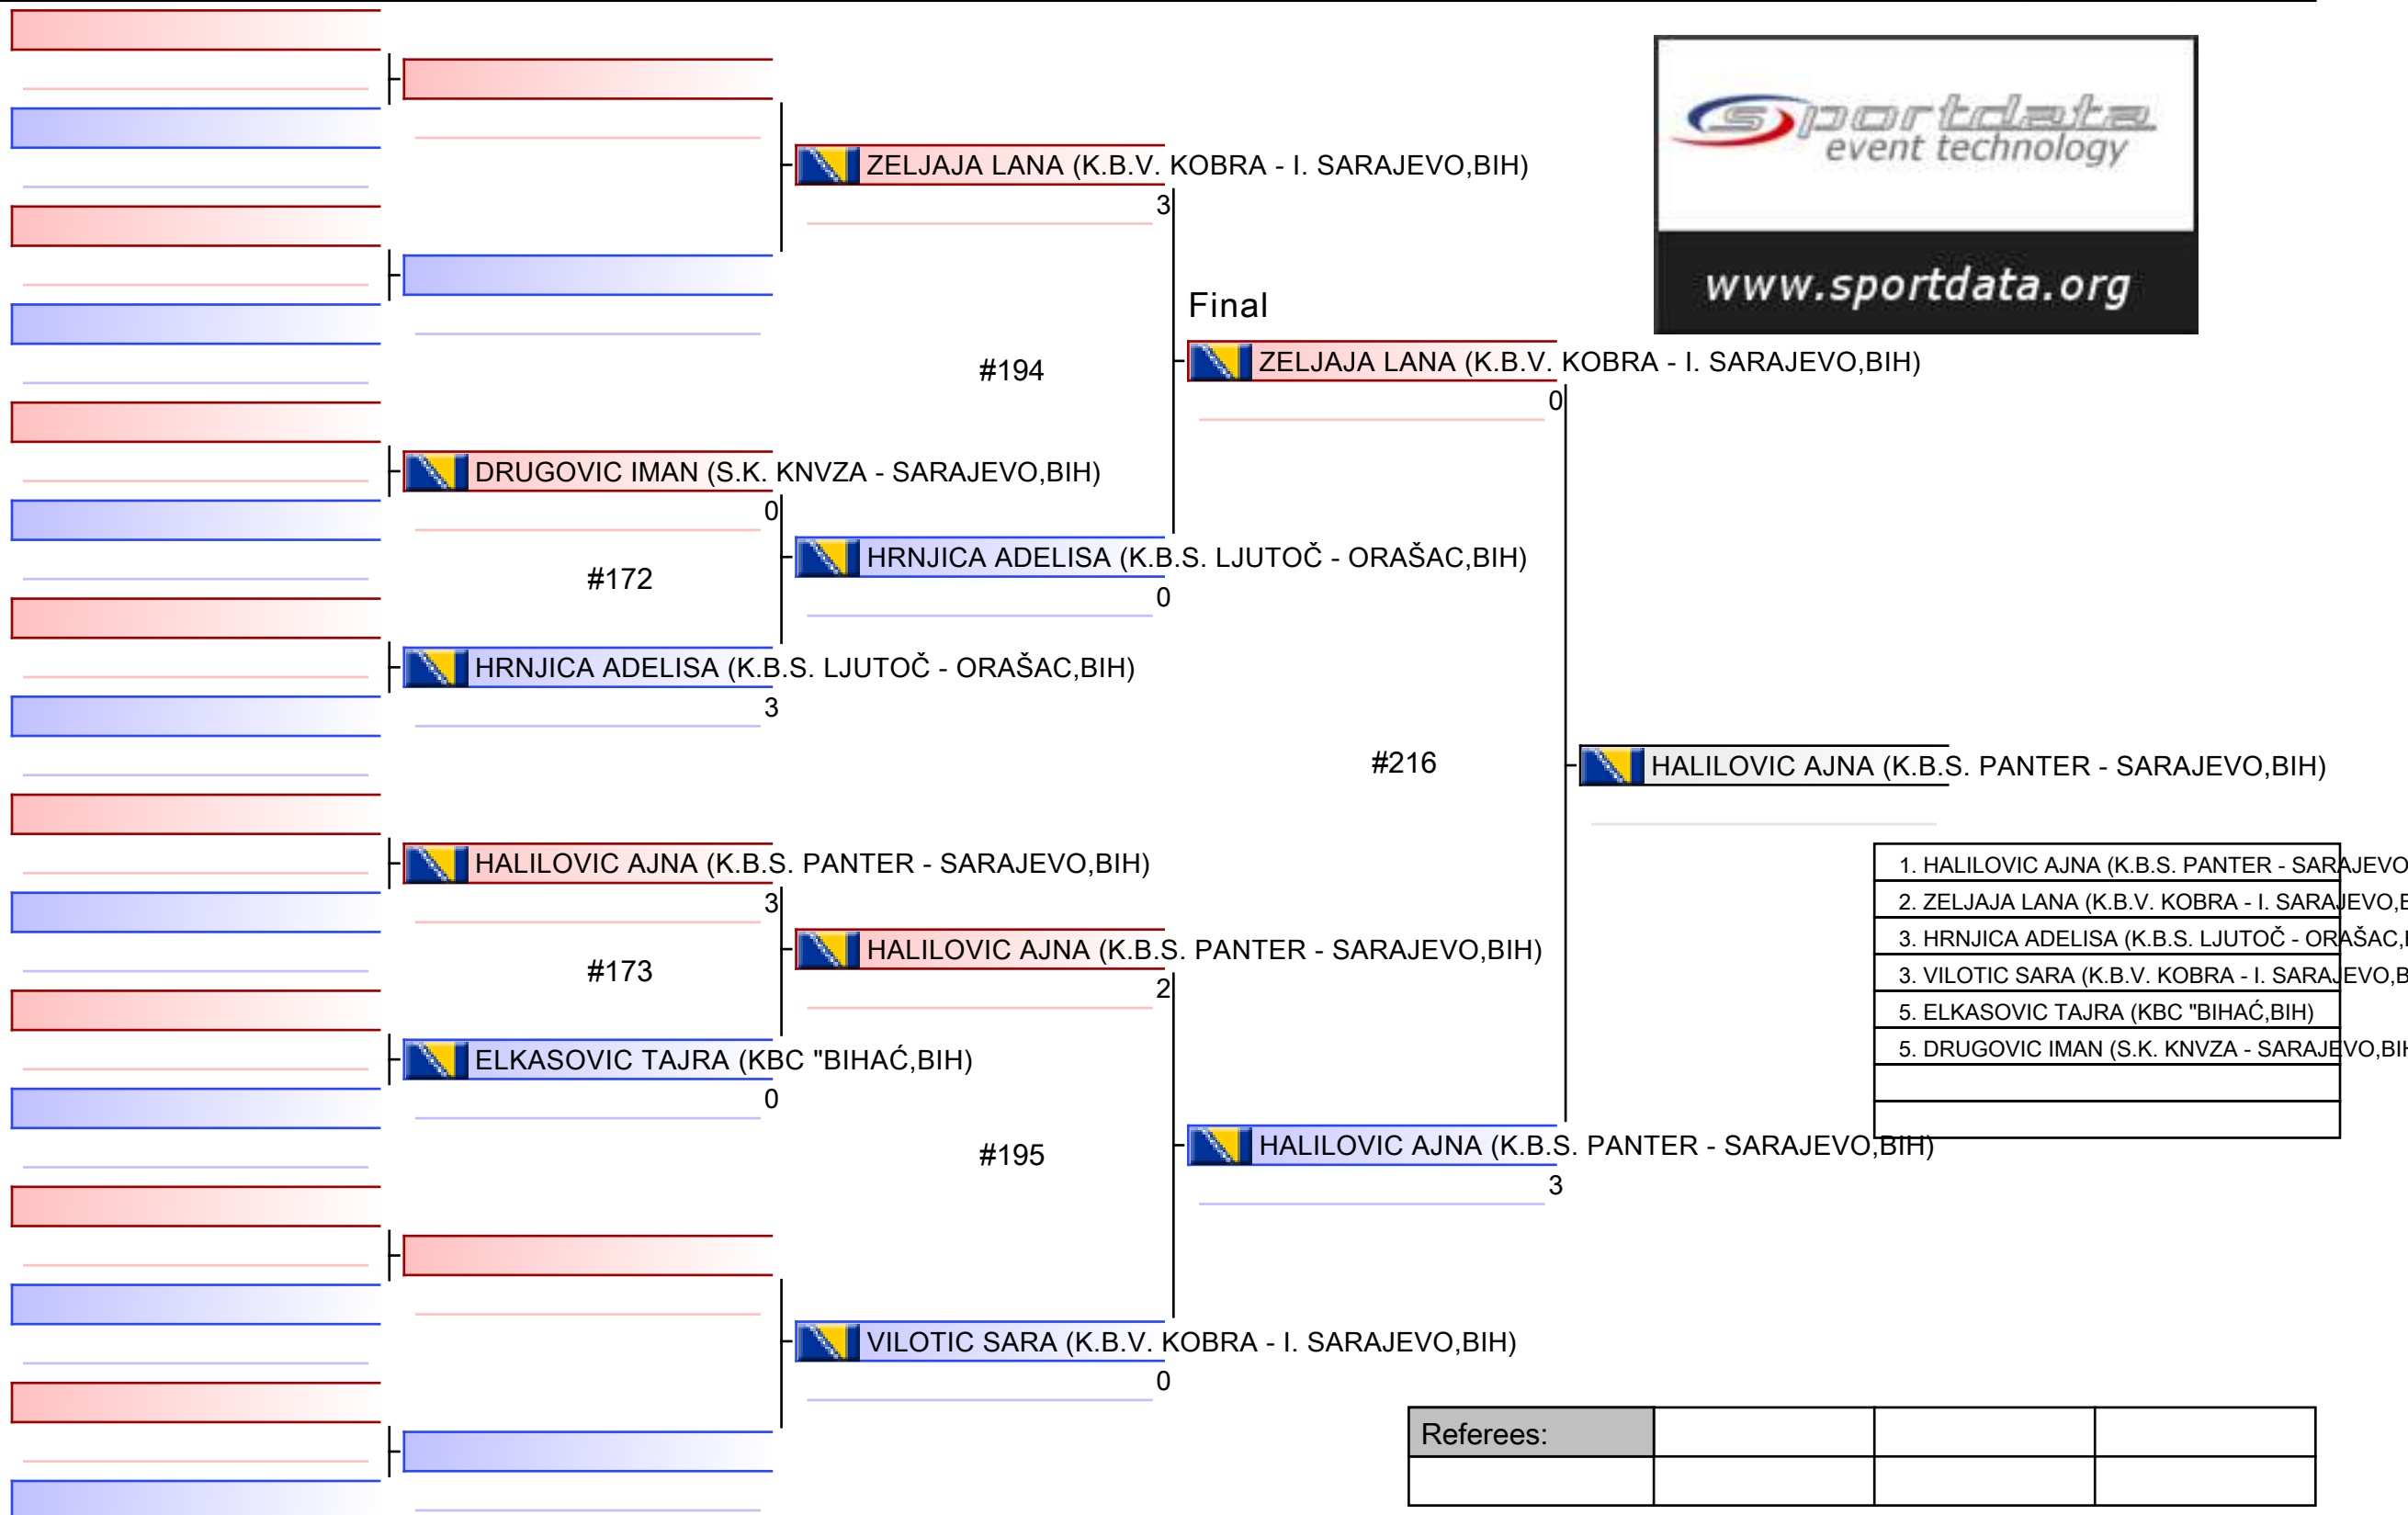 sportdata
event technology
www.sportdata.org
ZELJAJA LANA (K.B.V. KOBRA - I. SARAJEVO,BIH)
3
Final
#194
ZELJAJA LANA (K.B.V. KOBRA - I. SARAJEVO,BIH)
0
DRUGOVIC IMAN (S.K. KNVZA - SARAJEVO,BIH)
0
#172
HRNJICA ADELISA (K.B.S. LJUTOČ - ORAŠAC,BIH)
0
HRNJICA ADELISA (K.B.S. LJUTOČ - ORAŠAC,BIH)
3
#216
HALILOVIC AJNA (K.B.S. PANTER - SARAJEVO,BIH)
HALILOVIC AJNA (K.B.S. PANTER - SARAJEVO,BIH)
3
#173
HALILOVIC AJNA (K.B.S. PANTER - SARAJEVO,BIH)
2
ELKASOVIC TAJRA (KBC "BIHAĆ,BIH)
0
#195
HALILOVIC AJNA (K.B.S. PANTER - SARAJEVO,BIH)
3
VILOTIC SARA (K.B.V. KOBRA - I. SARAJEVO,BIH)
0
1. HALILOVIC AJNA (K.B.S. PANTER - SARAJEVO
2. ZELJAJA LANA (K.B.V. KOBRA - I. SARAJEVO,
3. HRNJICA ADELISA (K.B.S. LJUTOČ - ORAŠAC,
3. VILOTIC SARA (K.B.V. KOBRA - I. SARAJEVO,
5. ELKASOVIC TAJRA (KBC "BIHAĆ,BIH)
5. DRUGOVIC IMAN (S.K. KNVZA - SARAJEVO,BIH
Referees: